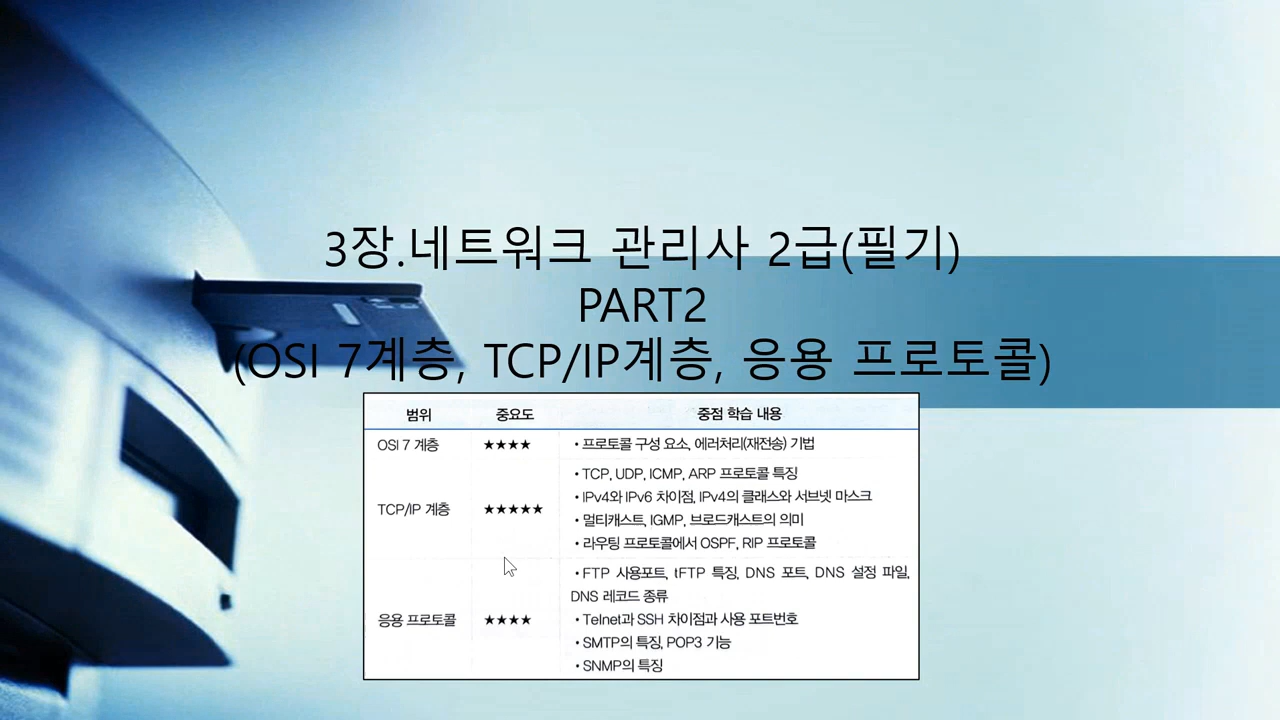 3장.네트워크 관리사 2급(필기)
PART2
(OSI 7계층, TCP/IP계층, 응용 프로토콜)
범위 중요도 중점 학습 내용
OSI 7 계층 ★★★★ • 프로토콜 구성 요소, 에러처리(재전송) 기법
• TCP, UDP, ICMP, ARP 프로토콜 특징
• IPv4와 IPv6 차이점, IPv4의 클래스와 서브넷 마스크
TCP/IP 계층 ★★★★★
• 멀티캐스트, IGMP, 브로드캐스트의 의미
• 라우팅 프로토콜에서 OSPF, RIP 프로토콜
• FTP 사용포트, tFTP 특징, DNS 포트, DNS 설정 파일,
DNS 레코드 종류
응용 프로토콜 ★★★★ • Telnet과 SSH 차이점과 사용 포트번호
• SMTP의 특징, POP3 기능
• SNMP의 특징